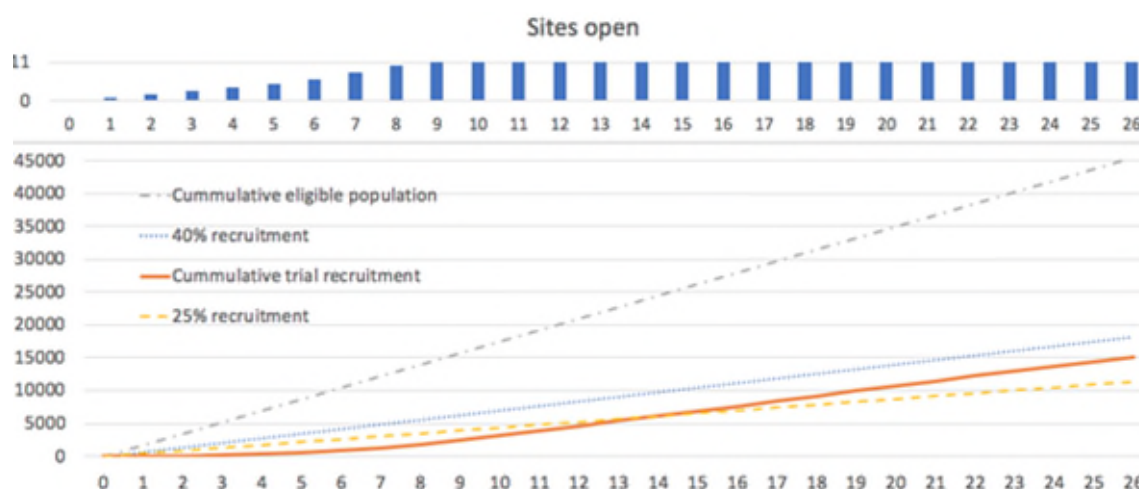 Sites open
11
0
0 1 2 3 4 5 6 7 8 9 10 11 12 13 14 15 16 17 18 19 20 21 22 23 24 25 26
45000
40000
Cummulative eligible population
35000
40% recruitment
30000
Cummulative trial recruitment
25000
25% recruitment
20000
15000
10000
5000
0
0 1 2 3 4 5 6 7 8 9 10 11 12 13 14 15 16 17 18 19 20 21 22 23 24 25 26